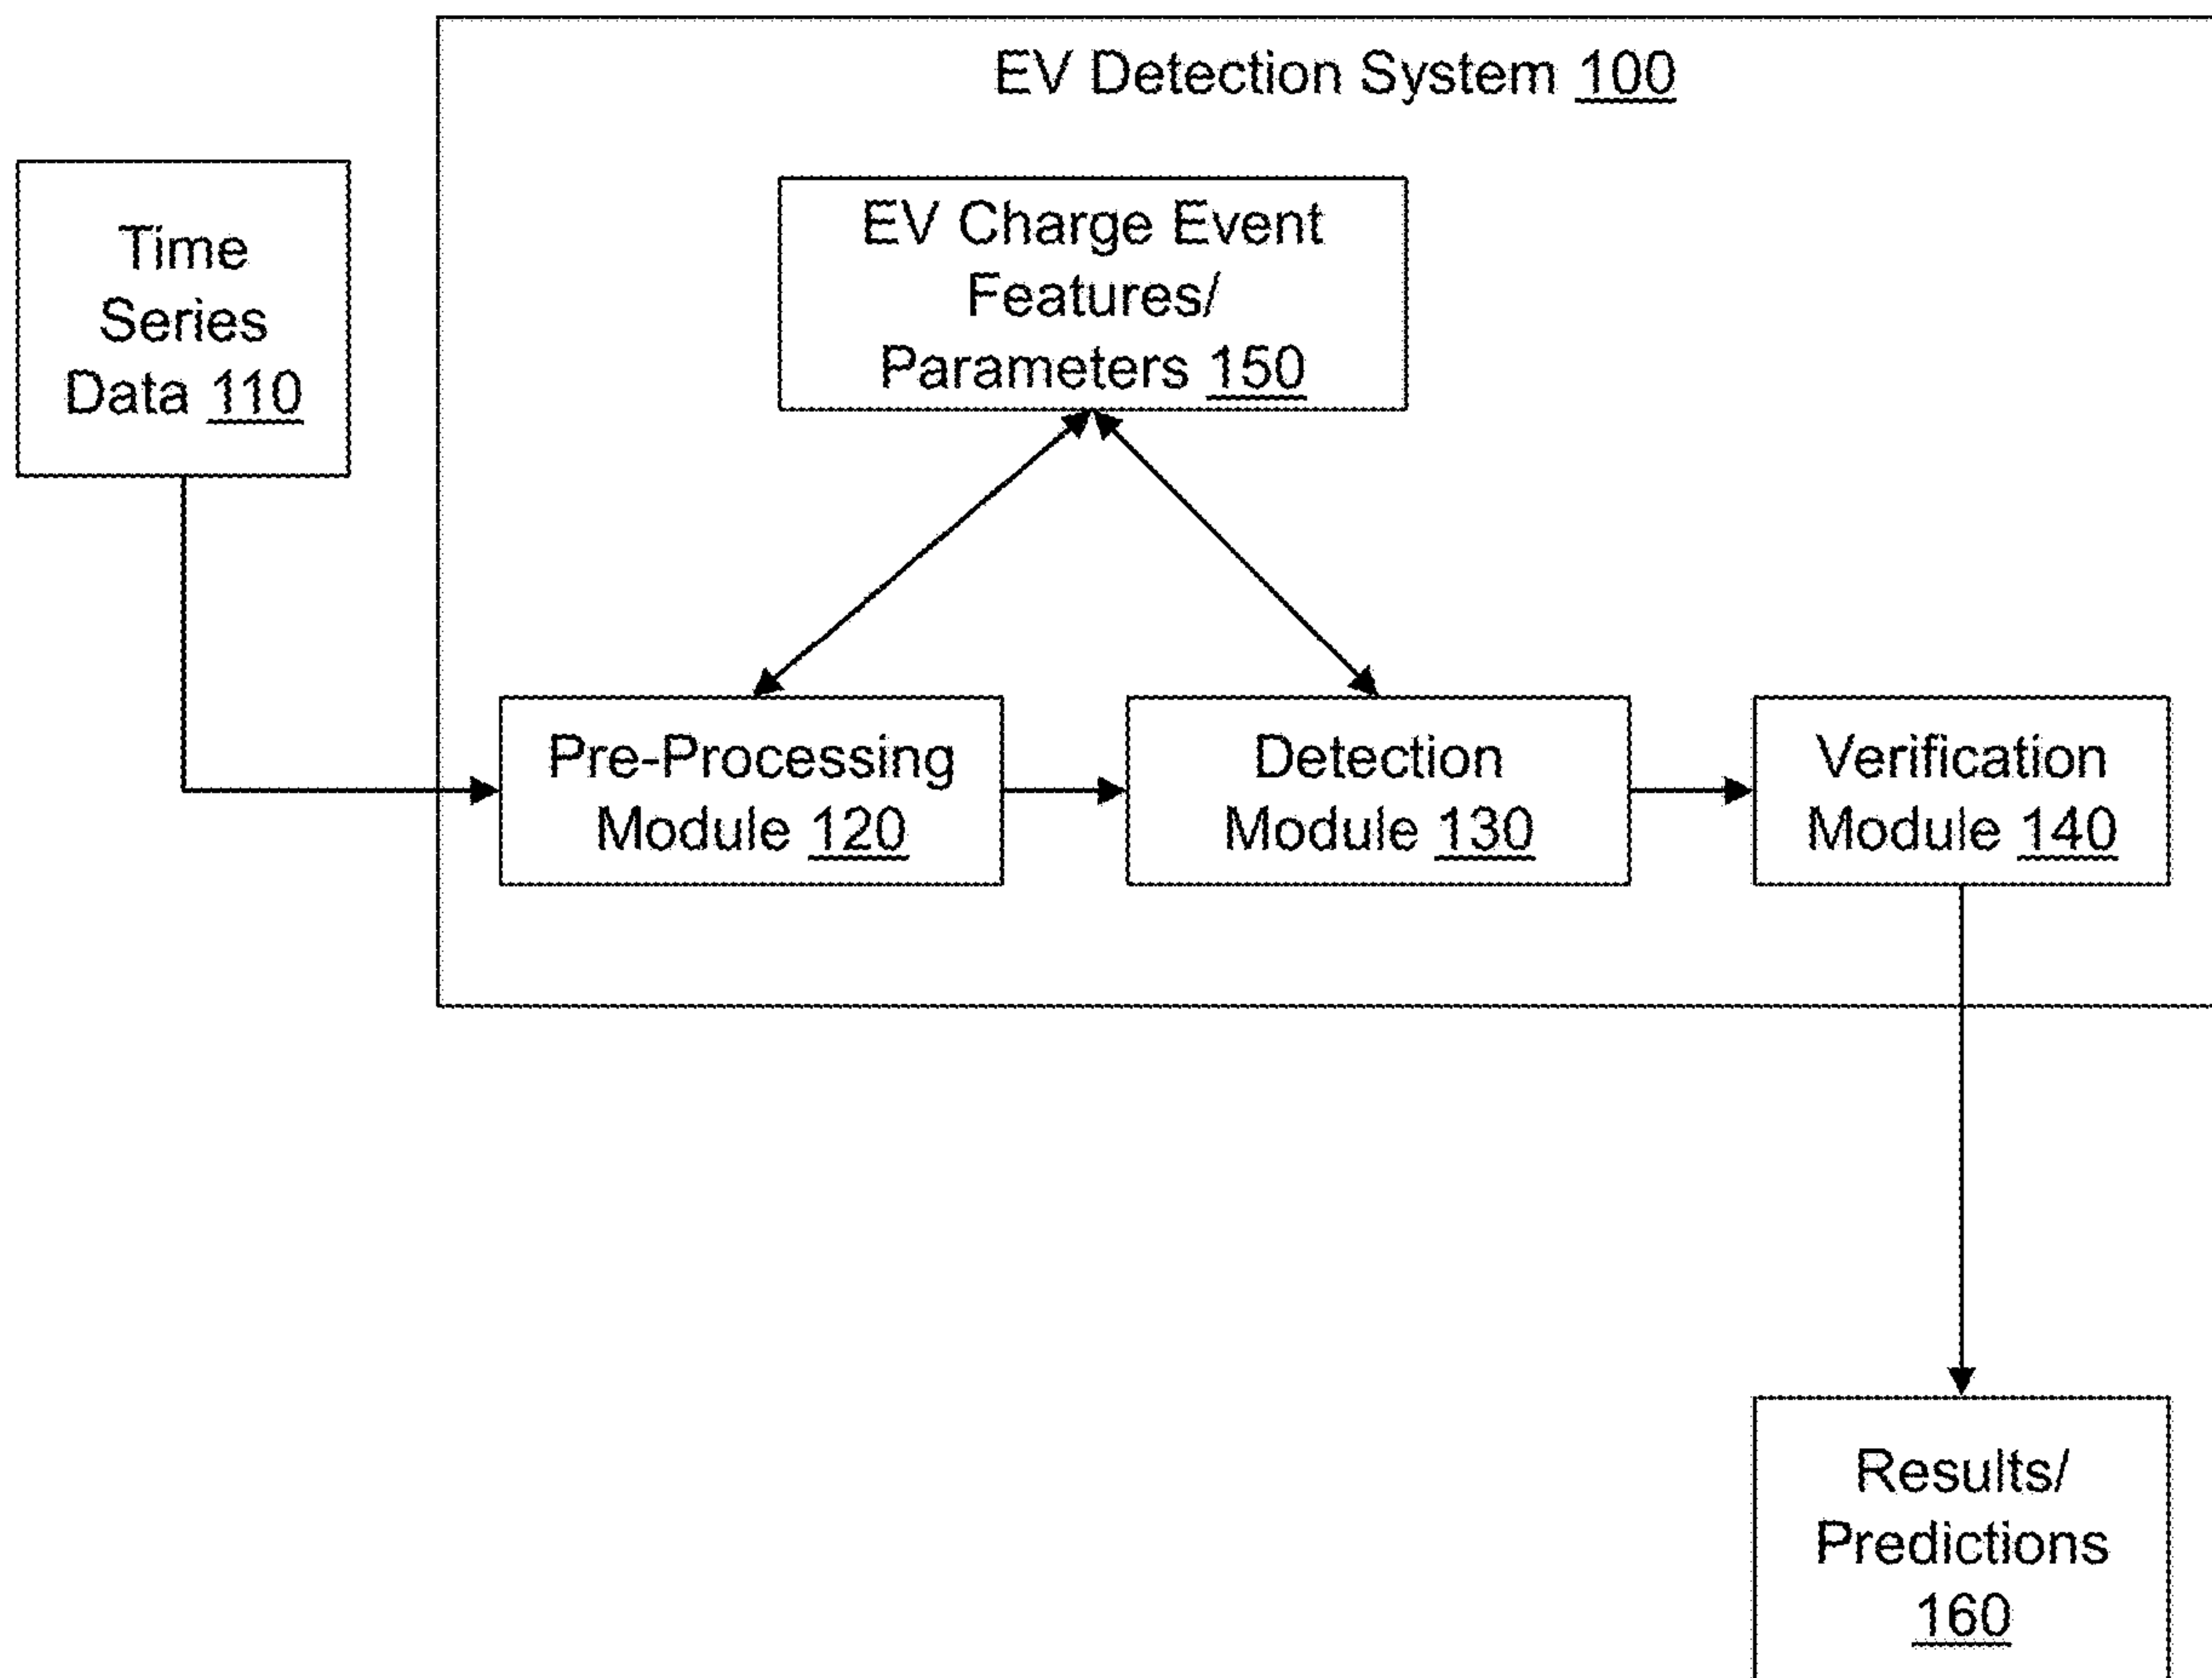 EV Detection System 100
Time
Series
Data 110
EV Charge Event
Features/
Parameters 150
Pre-Processing
Module 120
Detection
Module 130
Verification
Module 140
Results/
Predictions
160